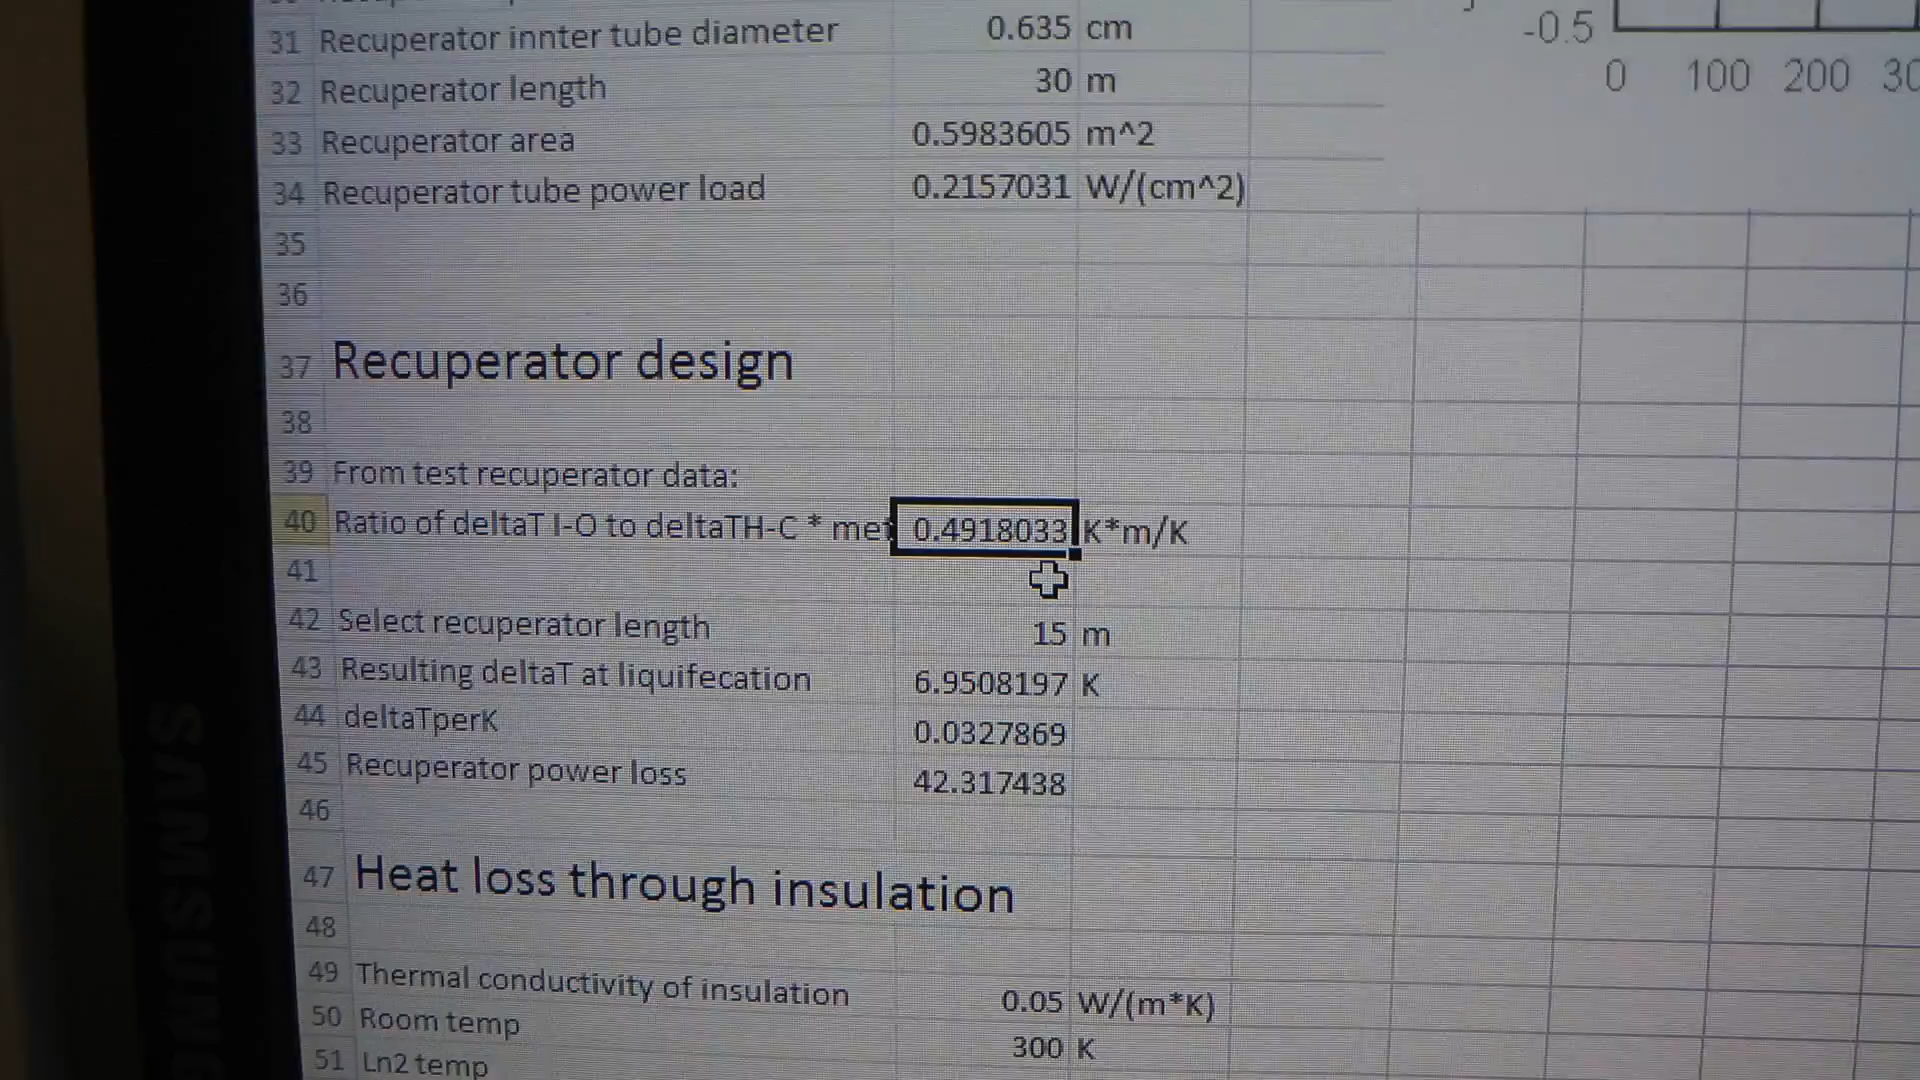 -0.5
0 100 200
31 Recuperator innter tube diameter 0.635 cm
32 Recuperator length 30 m
33 Recuperator area 0.5983605 m^2
34 Recuperator tube power load 0.2157031 W/(cm^2)
35
36
37 Recuperator design
38
39 From test recuperator data:
40 Ratio of deltaT I-O to deltaTH-C * met 0.4918033 K*m/K
41
42 Select recuperator length 15 m
43 Resulting deltaT at liquifecation 6.9508197 K
44 deltaTperK 0.0327869
45 Recuperator power loss 42.317438
46
47 Heat loss through insulation
48
49 Thermal conductivity of insulation 0.05 W/(m*K)
50 Room temp 300 K
51 Ln2 temp
SAMSUNG